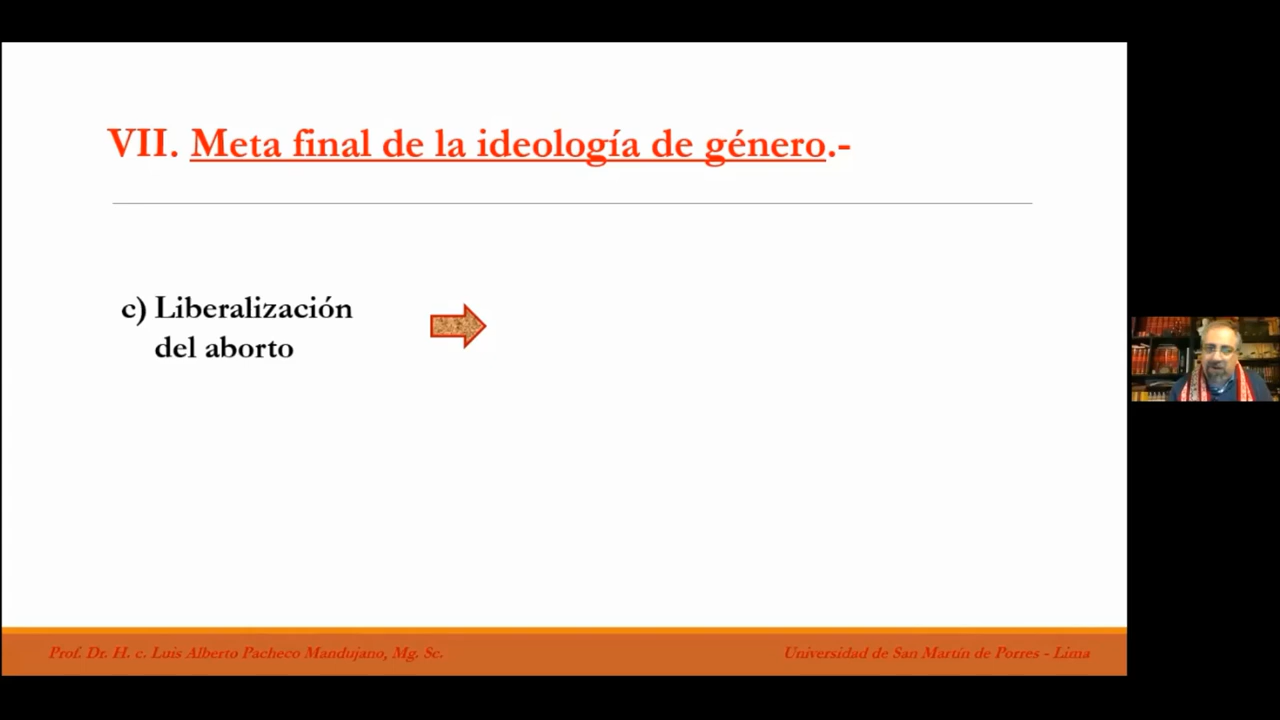 VII. Meta final de la ideología de género.-
c) Liberalización
del aborto
Prof. Dr. H. c. Luis Alberto Pacheco Mandujano, Mg. Sc.
Universidad de San Martín de Porres - Lima